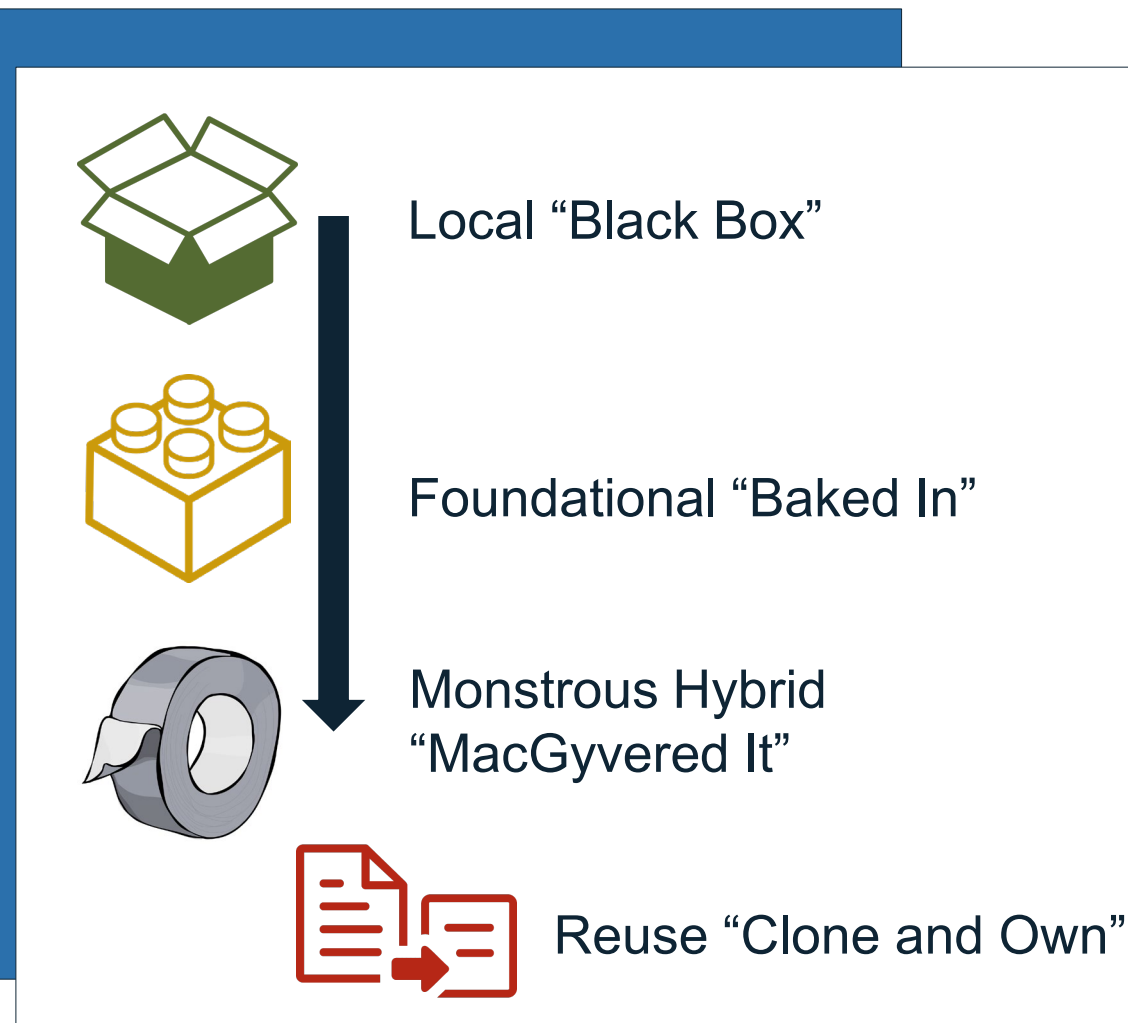 Local “Black Box”
Foundational “Baked In”
Monstrous Hybrid
“MacGyvered It”
Reuse “Clone and Own”